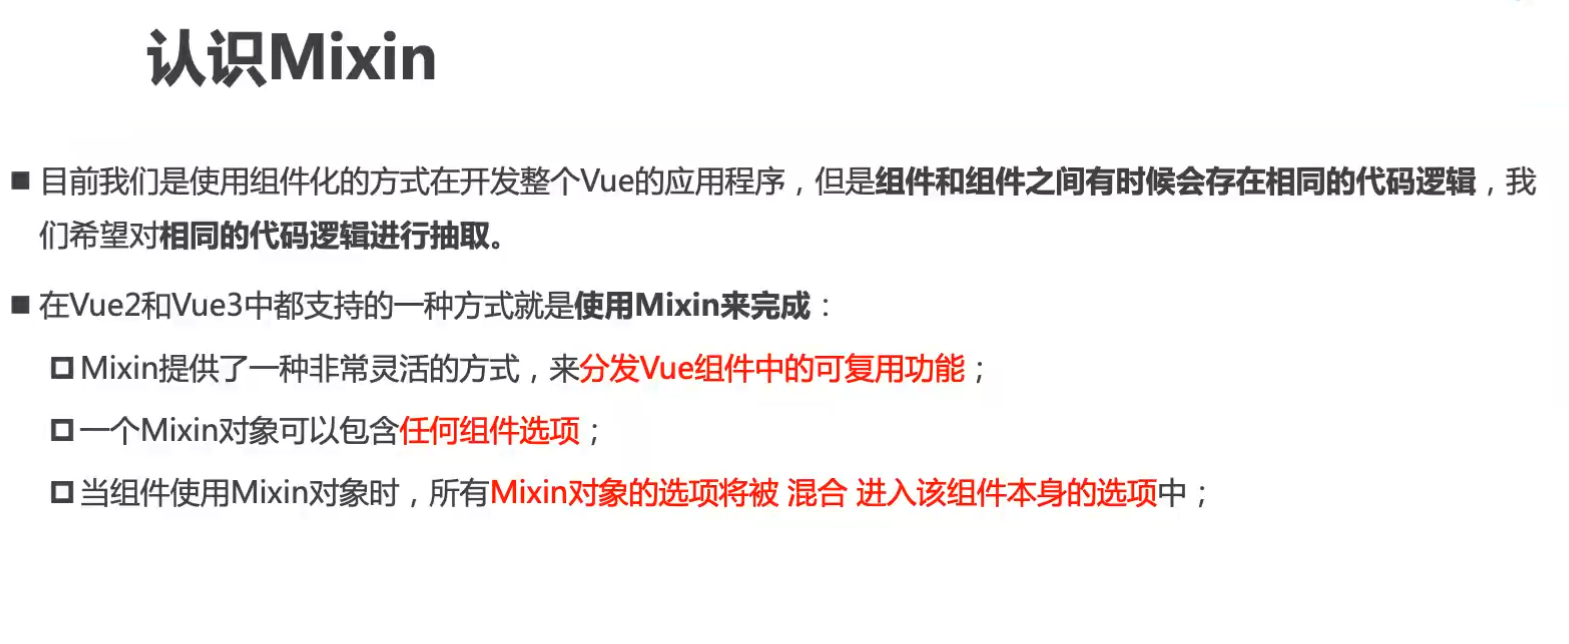 认识Mixin
■ 目前我们是使用组件化的方式在开发整个Vue的应用程序，但是组件和组件之间有时候会存在相同的代码逻辑，我
们希望对相同的代码逻辑进行抽取。
■ 在Vue2和Vue3中都支持的一种方式就是使用Mixin来完成：
Mixin提供了一种非常灵活的方式，来分发Vue组件中的可复用功能；
一个Mixin对象可以包含任何组件选项；
当组件使用Mixin对象时，所有Mixin对象的选项将被 混合 进入该组件本身的选项中；